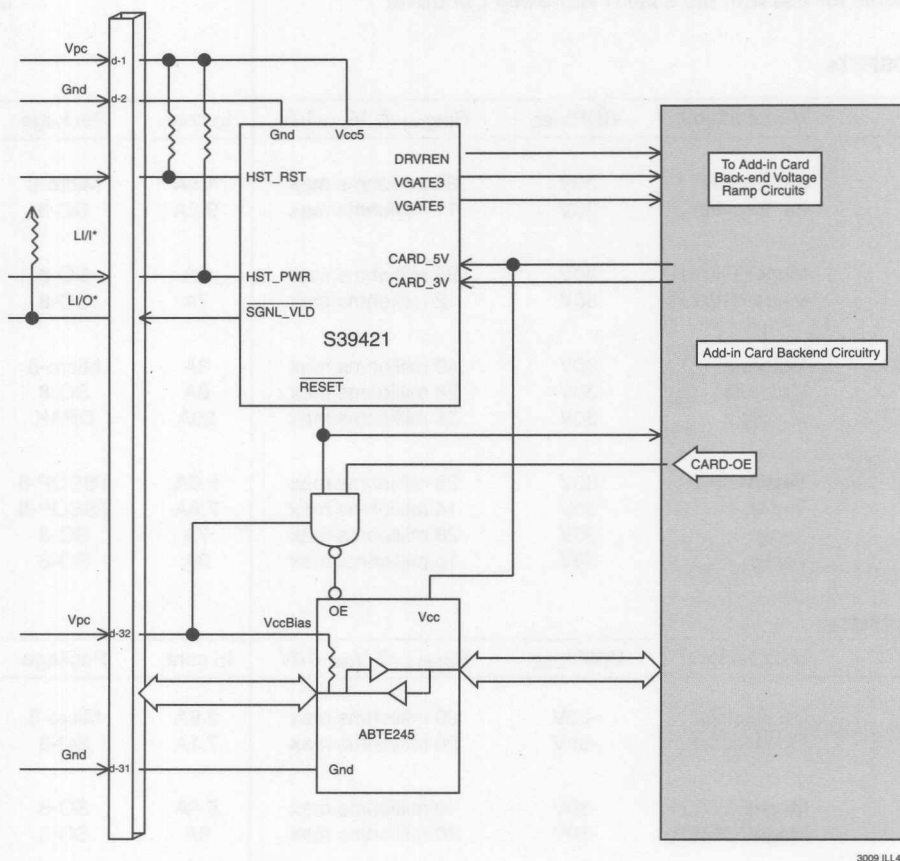 Vpc
d-1
Gnd
d-2
Gnd Vcc5
HST_RST
DRVREN
VGATE3
VGATE5
To Add-in Card
Back-end Voltage
Ramp Circuits
LI/I*
HST_PWR
CARD_5V
CARD_3V
LI/O*
SGNL_VLD
S39421
RESET
Add-in Card Backend Circuitry
CARD-OE
OE
Vcc
Vpc
d-32
VccBias
ABTE245
Gnd
d-31
Gnd
3009 ILL4